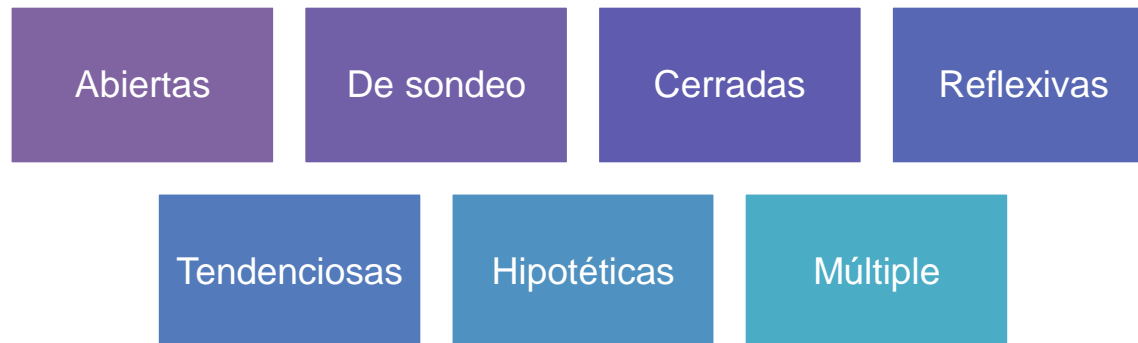 Abiertas
De sondeo
Cerradas
Reflexivas
Tendenciosas
Hipotéticas
Múltiple